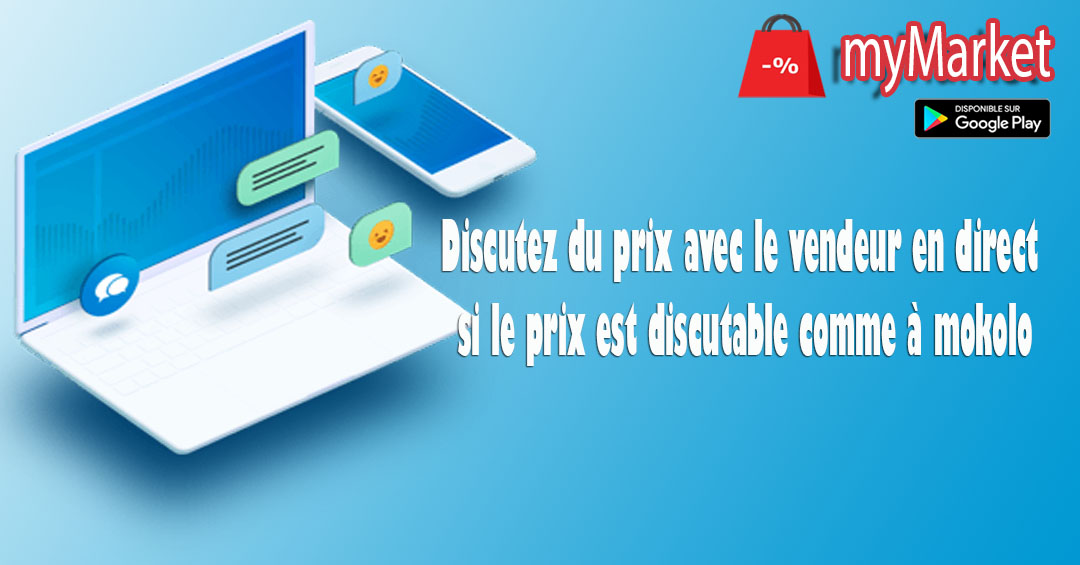 -%
myMarket
DISPONIBLE SUR
Google Play
Discutez du prix avec le vendeur en direct
si le prix est discutable comme à mokolo